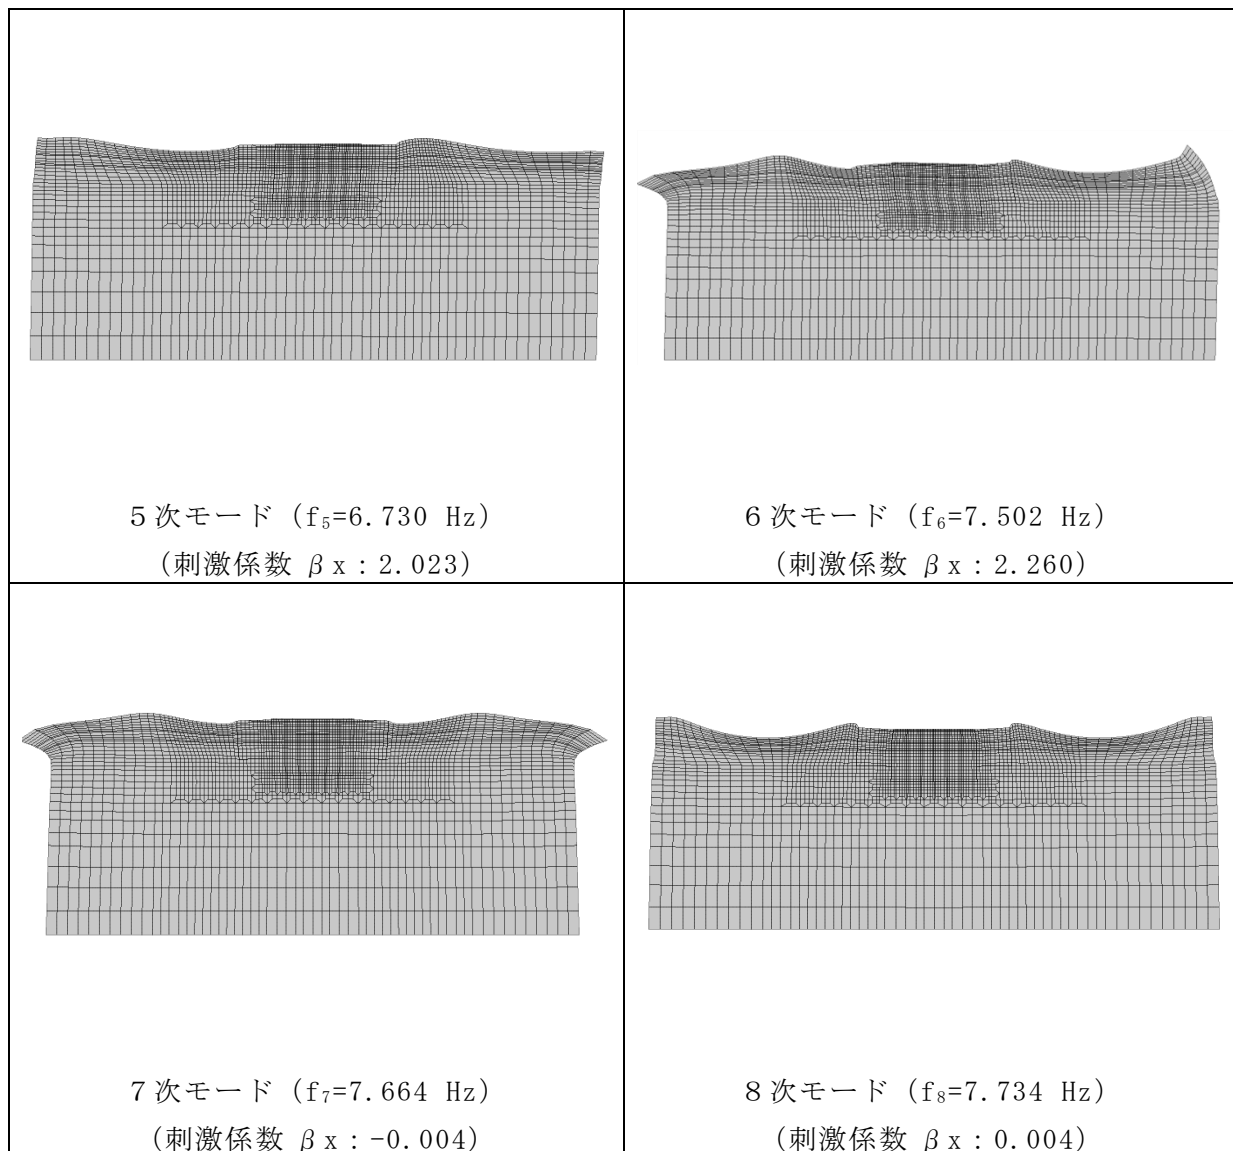 ５次モード (f₅=6.730 Hz)
(刺激係数 βx：2.023)
６次モード (f₆=7.502 Hz)
(刺激係数 βx：2.260)
７次モード (f₇=7.664 Hz)
(刺激係数 βx：-0.004)
８次モード (f₈=7.734 Hz)
(刺激係数 βx：0.004)